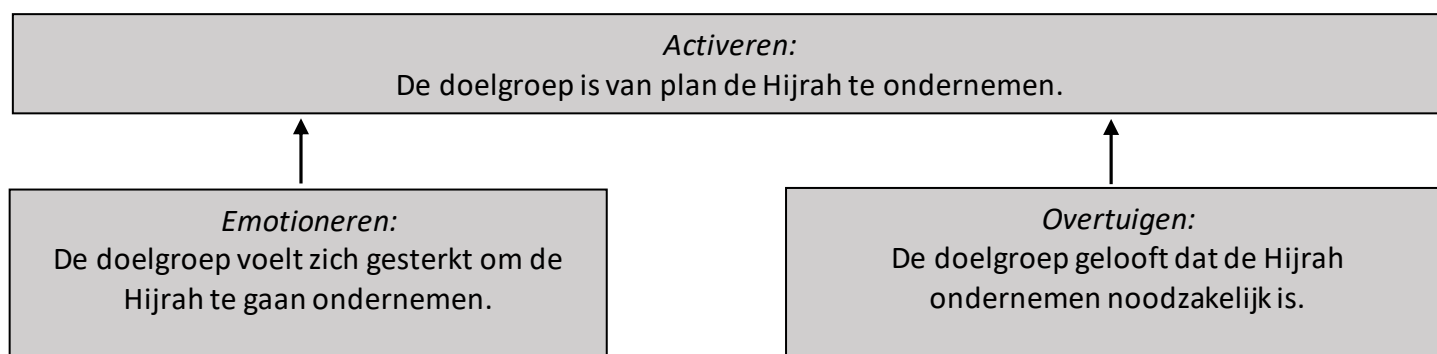 Activeren:
De doelgroep is van plan de Hijrah te ondernemen.
Emotioneren:
De doelgroep voelt zich gesterkt om de
Hijrah te gaan ondernemen.
Overtuigen:
De doelgroep gelooft dat de Hijrah
ondernemen noodzakelijk is.